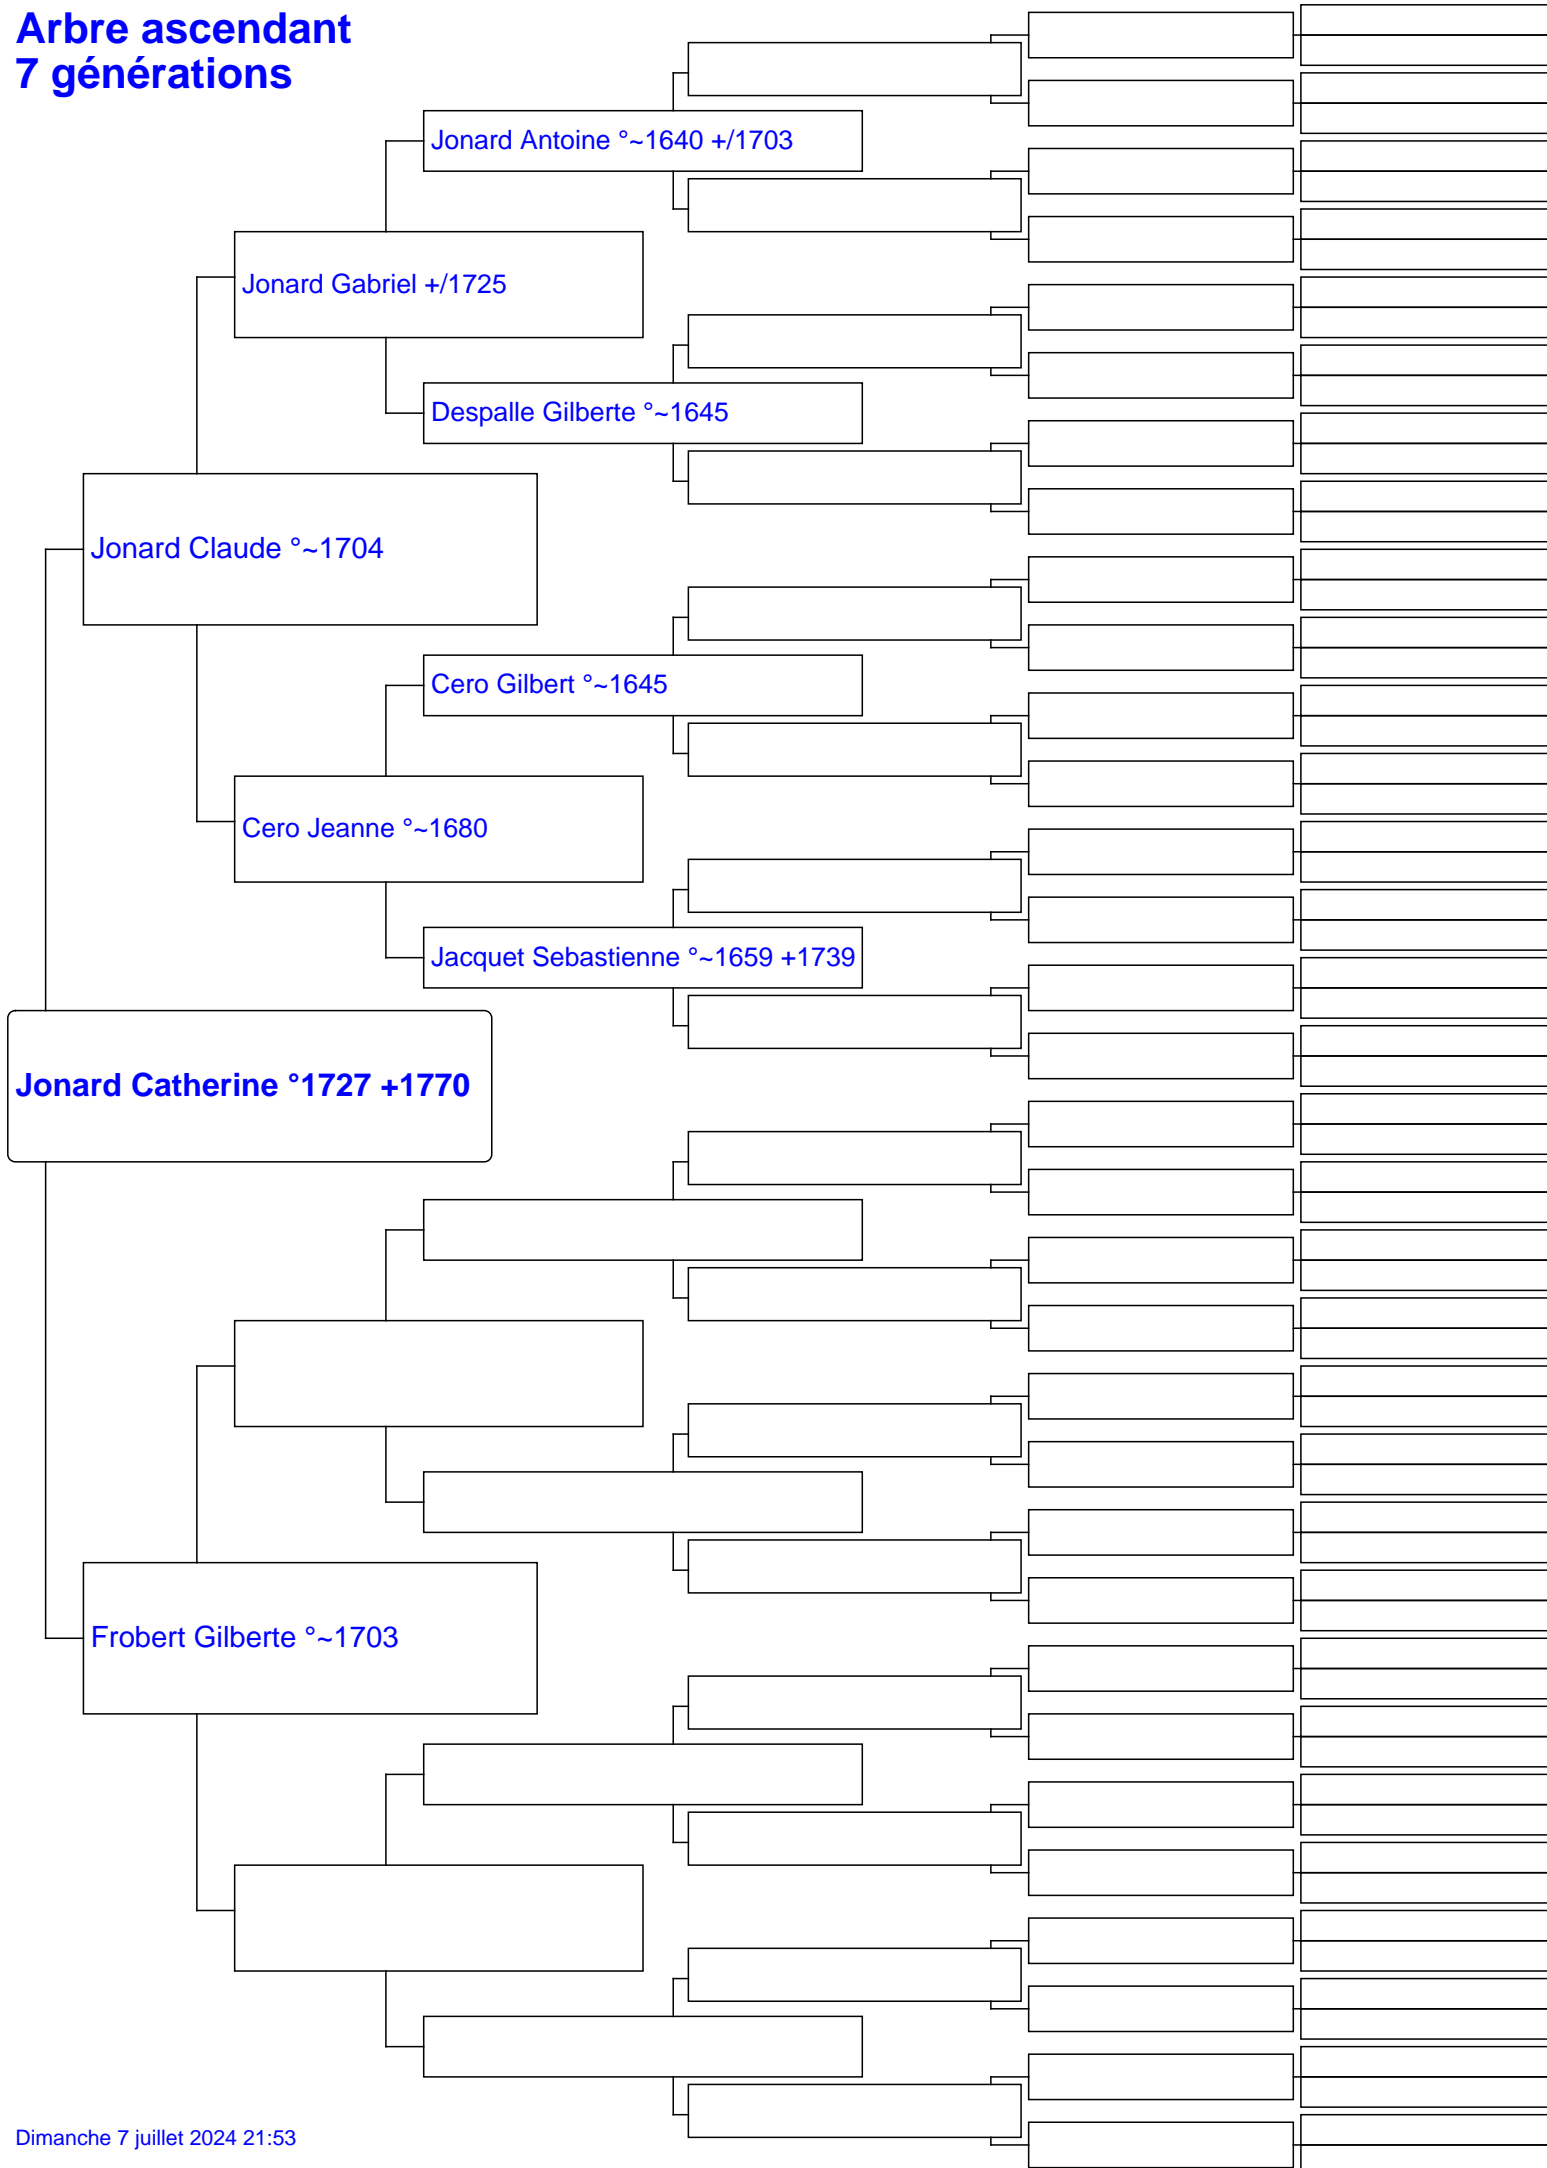 Arbre ascendant
7 générations
Jonard Antoine °~1640 +/1703
Jonard Gabriel +/1725
Despalle Gilberte °~1645
Jonard Claude °~1704
Cero Gilbert °~1645
Cero Jeanne °~1680
Jacquet Sebastienne °~1659 +1739
Jonard Catherine °1727 +1770
Frobert Gilberte °~1703
Dimanche 7 juillet 2024 21:53